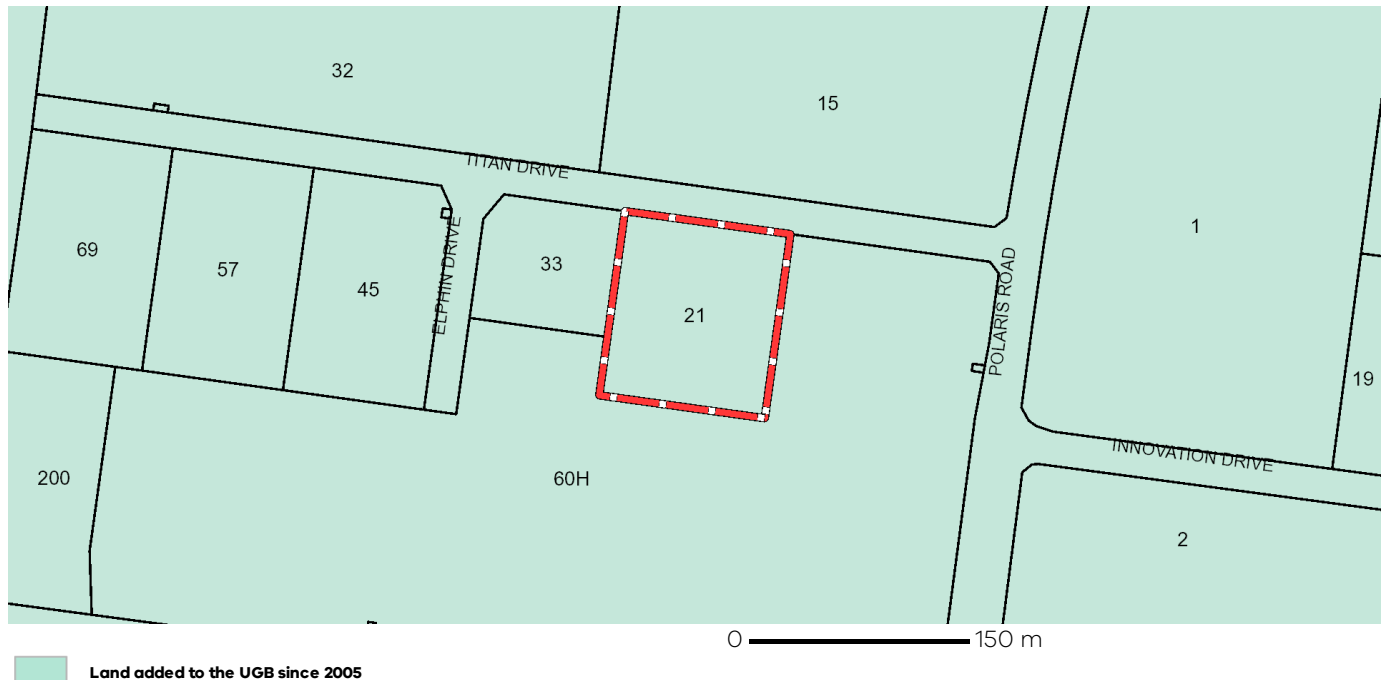 32
15
TITAN DRIVE
1
69
57
45
ELPHIN DRIVE
33
21
POLARIS ROAD
19
200
60H
INNOVATION DRIVE
2
0 150 m
Land added to the UGB since 2005